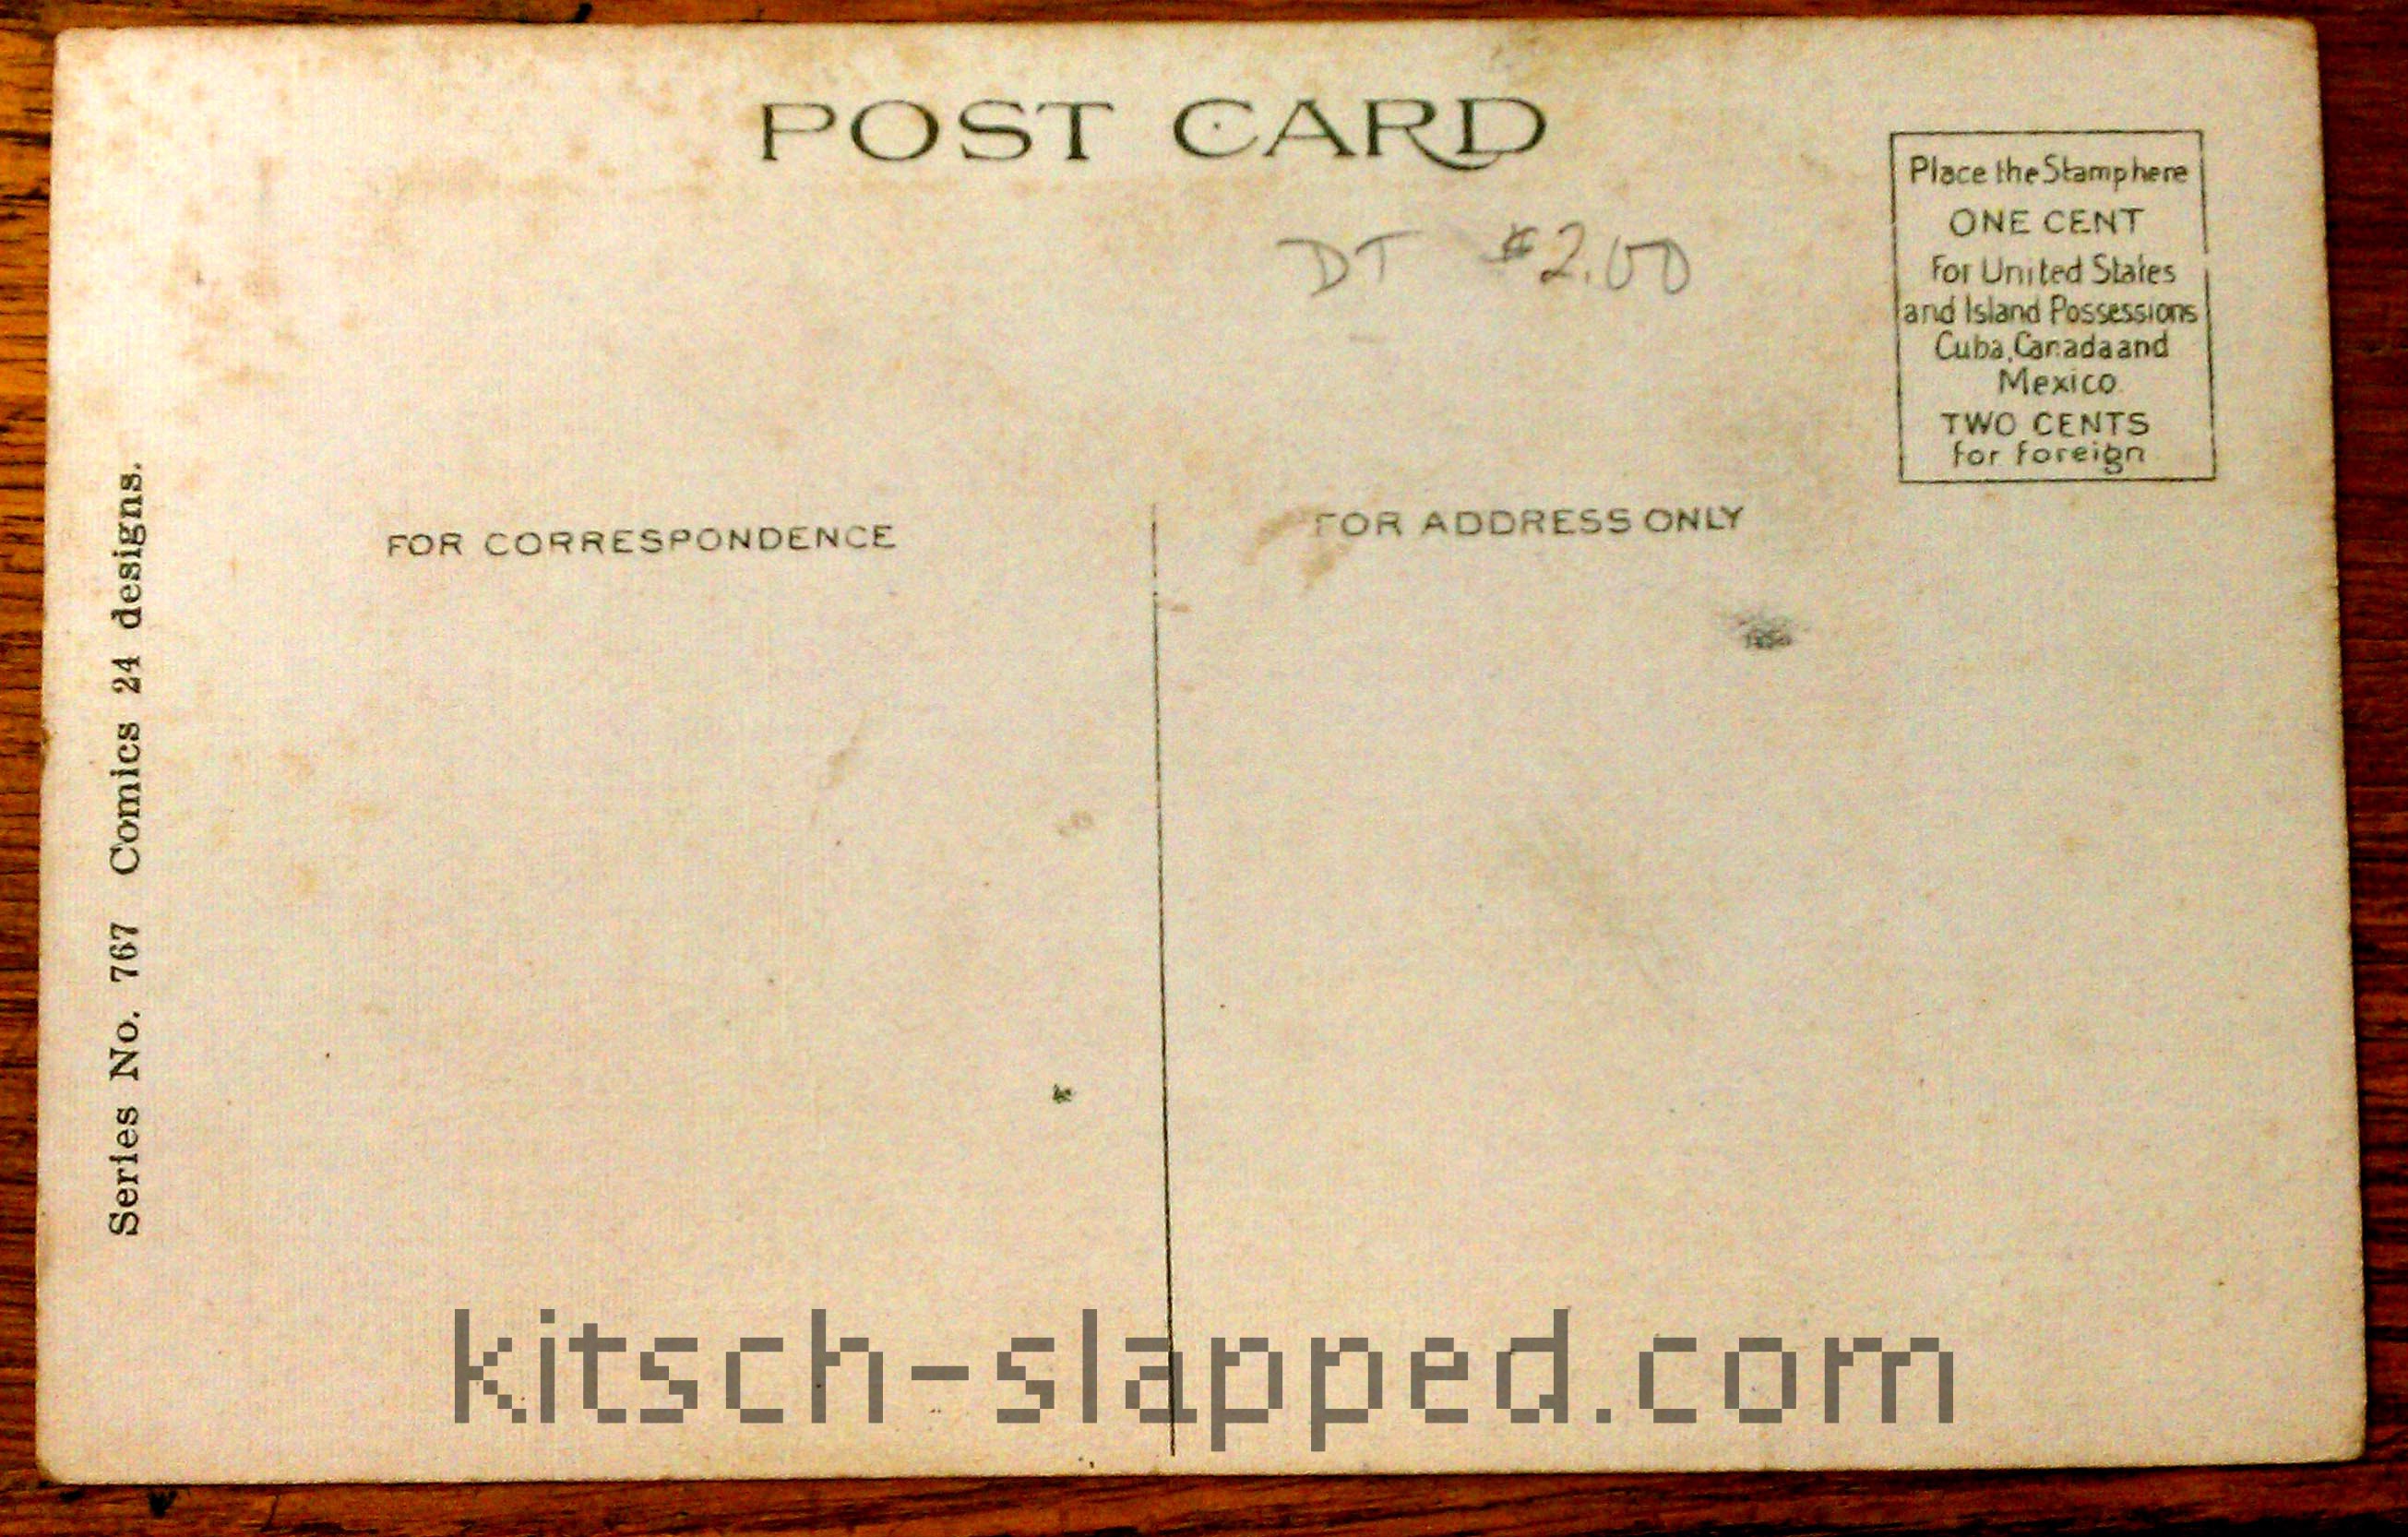 POST CARD
DT $2.00
Place the Stamp here
ONE CENT
for United States
and Island Possessions
Cuba, Canada and
Mexico
TWO CENTS
for foreign
FOR CORRESPONDENCE
FOR ADDRESS ONLY
Series No. 767 Comics 24 designs.
kitsch-slapped.com